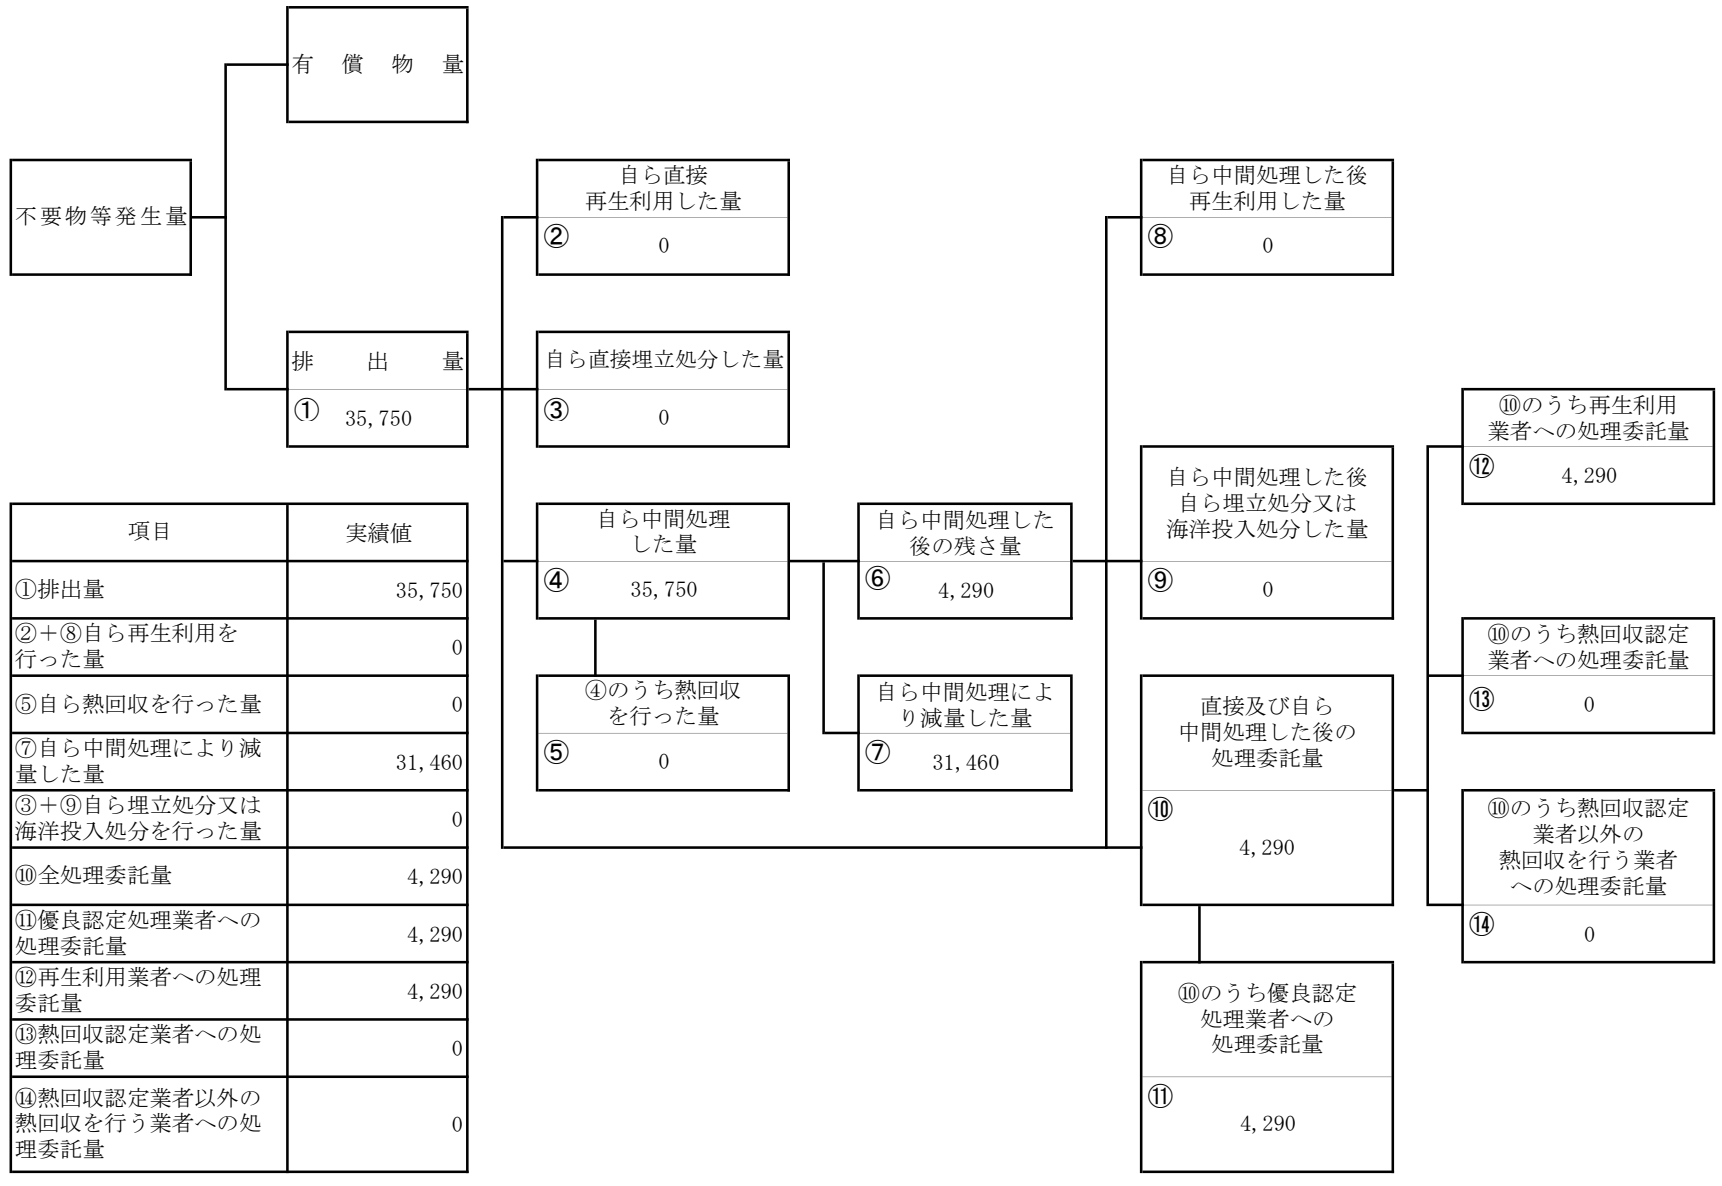 有償物量
不要物等発生量
排出量
① 35,750
自ら直接
再生利用した量
② 0
自ら直接埋立処分した量
③ 0
自ら中間処理
した量
④ 35,750
④のうち熱回収
を行った量
⑤ 0
自ら中間処理した
後の残さ量
⑥ 4,290
自ら中間処理によ
り減量した量
⑦ 31,460
自ら中間処理した後
再生利用した量
⑧ 0
自ら中間処理した後
自ら埋立処分又は
海洋投入処分した量
⑨ 0
直接及び自ら
中間処理した後の
処理委託量
⑩ 4,290
⑩のうち優良認定
処理業者への
処理委託量
⑪ 4,290
⑩のうち再生利用
業者への処理委託量
⑫ 4,290
⑩のうち熱回収認定
業者への処理委託量
⑬ 0
⑩のうち熱回収認定
業者以外の
熱回収を行う業者
への処理委託量
⑭ 0
項目 実績値
①排出量 35,750
②＋⑧自ら再生利用を
行った量 0
⑤自ら熱回収を行った量 0
⑦自ら中間処理により減
量した量 31,460
③＋⑨自ら埋立処分又は
海洋投入処分を行った量 0
⑩全処理委託量 4,290
⑪優良認定処理業者への
処理委託量 4,290
⑫再生利用業者への処理
委託量 4,290
⑬熱回収認定業者への処
理委託量 0
⑭熱回収認定業者以外の
熱回収を行う業者への処
理委託量 0